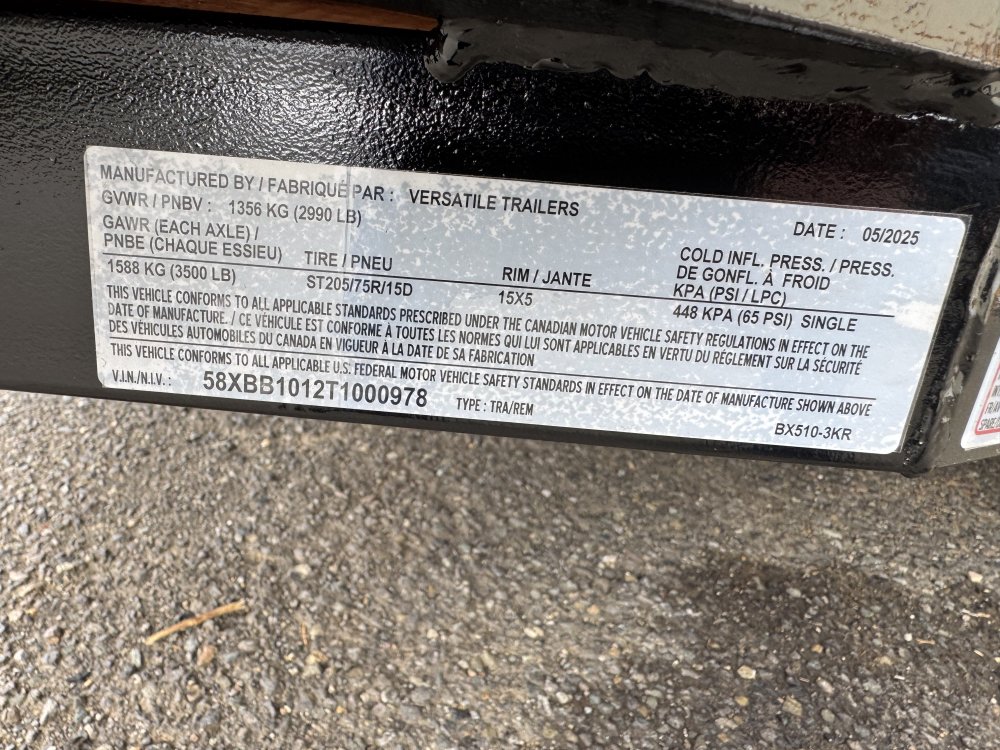 MANUFACTURED BY / FABRIQUÉ PAR : VERSATILE TRAILERS
GVWR / PNBV : 1356 KG (2990 LB)
DATE : 05/2025
GAWR (EACH AXLE) /
PNBE (CHAQUE ESSIEU)
TIRE / PNEU
RIM / JANTE
COLD INFL. PRESS. / PRESS.
DE GONFL. À FROID
KPA (PSI / LPC)
1588 KG (3500 LB)
ST205/75R/15D
15X5
448 KPA (65 PSI) SINGLE
THIS VEHICLE CONFORMS TO ALL APPLICABLE STANDARDS PRESCRIBED UNDER THE CANADIAN MOTOR VEHICLE SAFETY REGULATIONS IN EFFECT ON THE
DATE OF MANUFACTURE. / CE VÉHICULE EST CONFORME À TOUTES LES NORMES QUI LUI SONT APPLICABLES EN VERTU DU RÉGLEMENT SUR LA SÉCURITÉ
DES VÉHICULES AUTOMOBILES DU CANADA EN VIGUEUR À LA DATE DE SA FABRICATION
THIS VEHICLE CONFORMS TO ALL APPLICABLE U.S. FEDERAL MOTOR VEHICLE SAFETY STANDARDS IN EFFECT ON THE DATE OF MANUFACTURE SHOWN ABOVE
V.I.N./N.I.V. : 58XBB1012T1000978 TYPE : TRA/REM
BX510-3KR